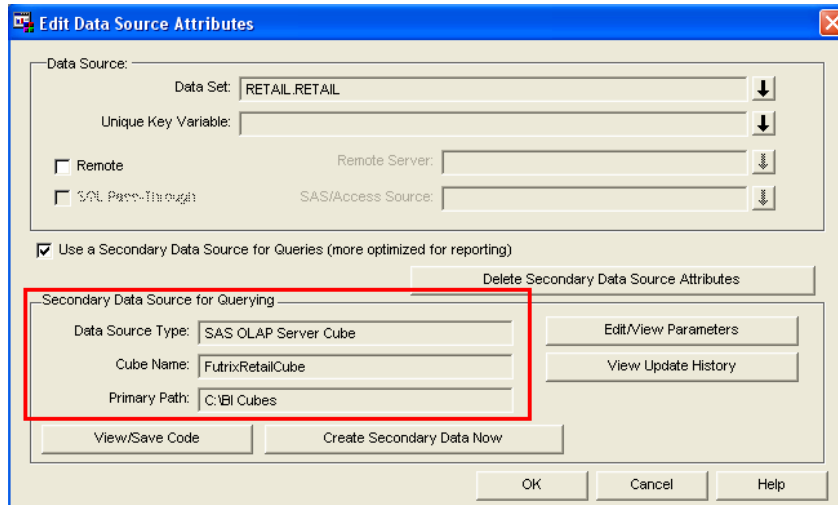 Edit Data Source Attributes
Data Source:
Data Set: RETAIL.RETAIL
Unique Key Variable:
Remote
Remote Server:
SQL Pass-Through
SAS/Access Source:
Use a Secondary Data Source for Queries (more optimized for reporting)
Delete Secondary Data Source Attributes
Secondary Data Source for Querying
Data Source Type: SAS OLAP Server Cube
Edit/View Parameters
Cube Name: FutrixRetailCube
View Update History
Primary Path: C:\BI Cubes
View/Save Code
Create Secondary Data Now
OK
Cancel
Help